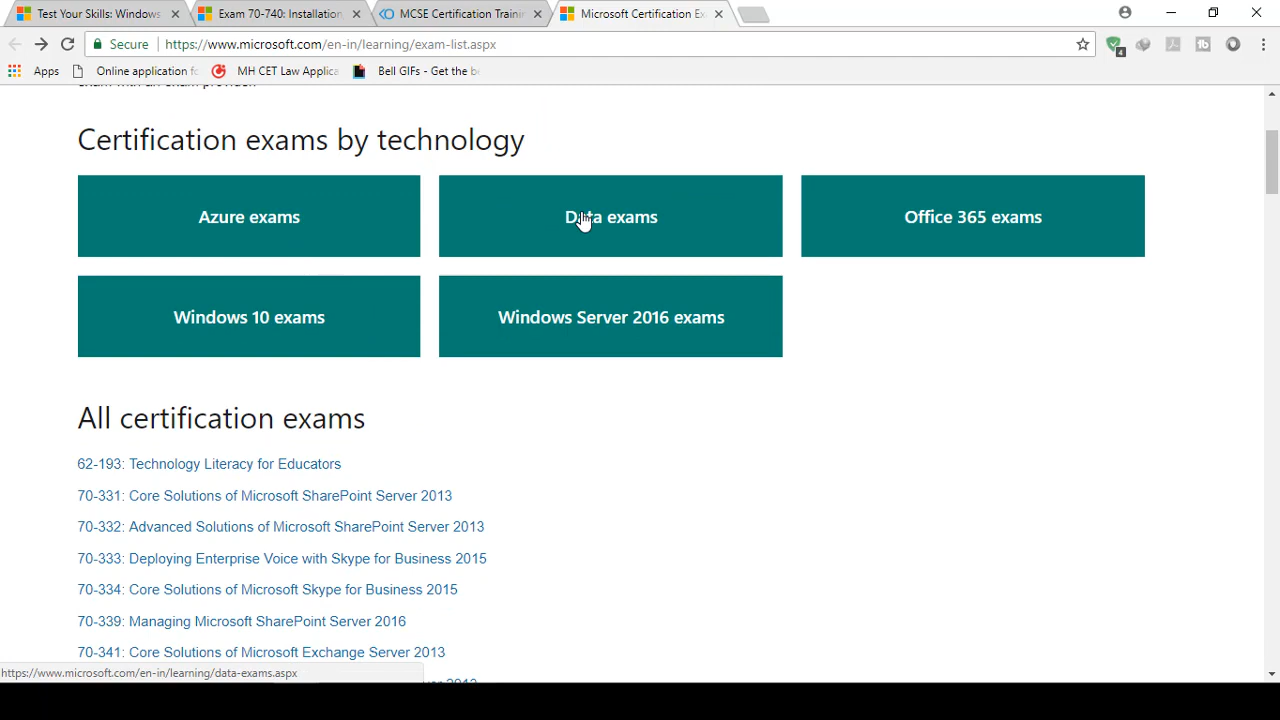 Test Your Skills: Windows
Exam 70-740: Installation,
MCSE Certification Trainin
Microsoft Certification Ex
Secure | https://www.microsoft.com/en-in/learning/exam-list.aspx
4
Apps
Online application fo
MH CET Law Applica
Bell GIFs - Get the be
exam with an exam provider.
Certification exams by technology
Azure exams
Data exams
Office 365 exams
Windows 10 exams
Windows Server 2016 exams
All certification exams
62-193: Technology Literacy for Educators
70-331: Core Solutions of Microsoft SharePoint Server 2013
70-332: Advanced Solutions of Microsoft SharePoint Server 2013
70-333: Deploying Enterprise Voice with Skype for Business 2015
70-334: Core Solutions of Microsoft Skype for Business 2015
70-339: Managing Microsoft SharePoint Server 2016
70-341: Core Solutions of Microsoft Exchange Server 2013
https://www.microsoft.com/en-in/learning/data-exams.aspx